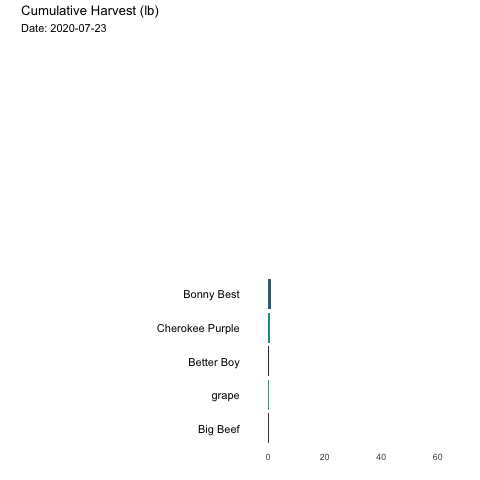 Cumulative Harvest (lb)
Date: 2020-07-23
Bonny Best
Cherokee Purple
Better Boy
grape
Big Beef
0 20 40 60